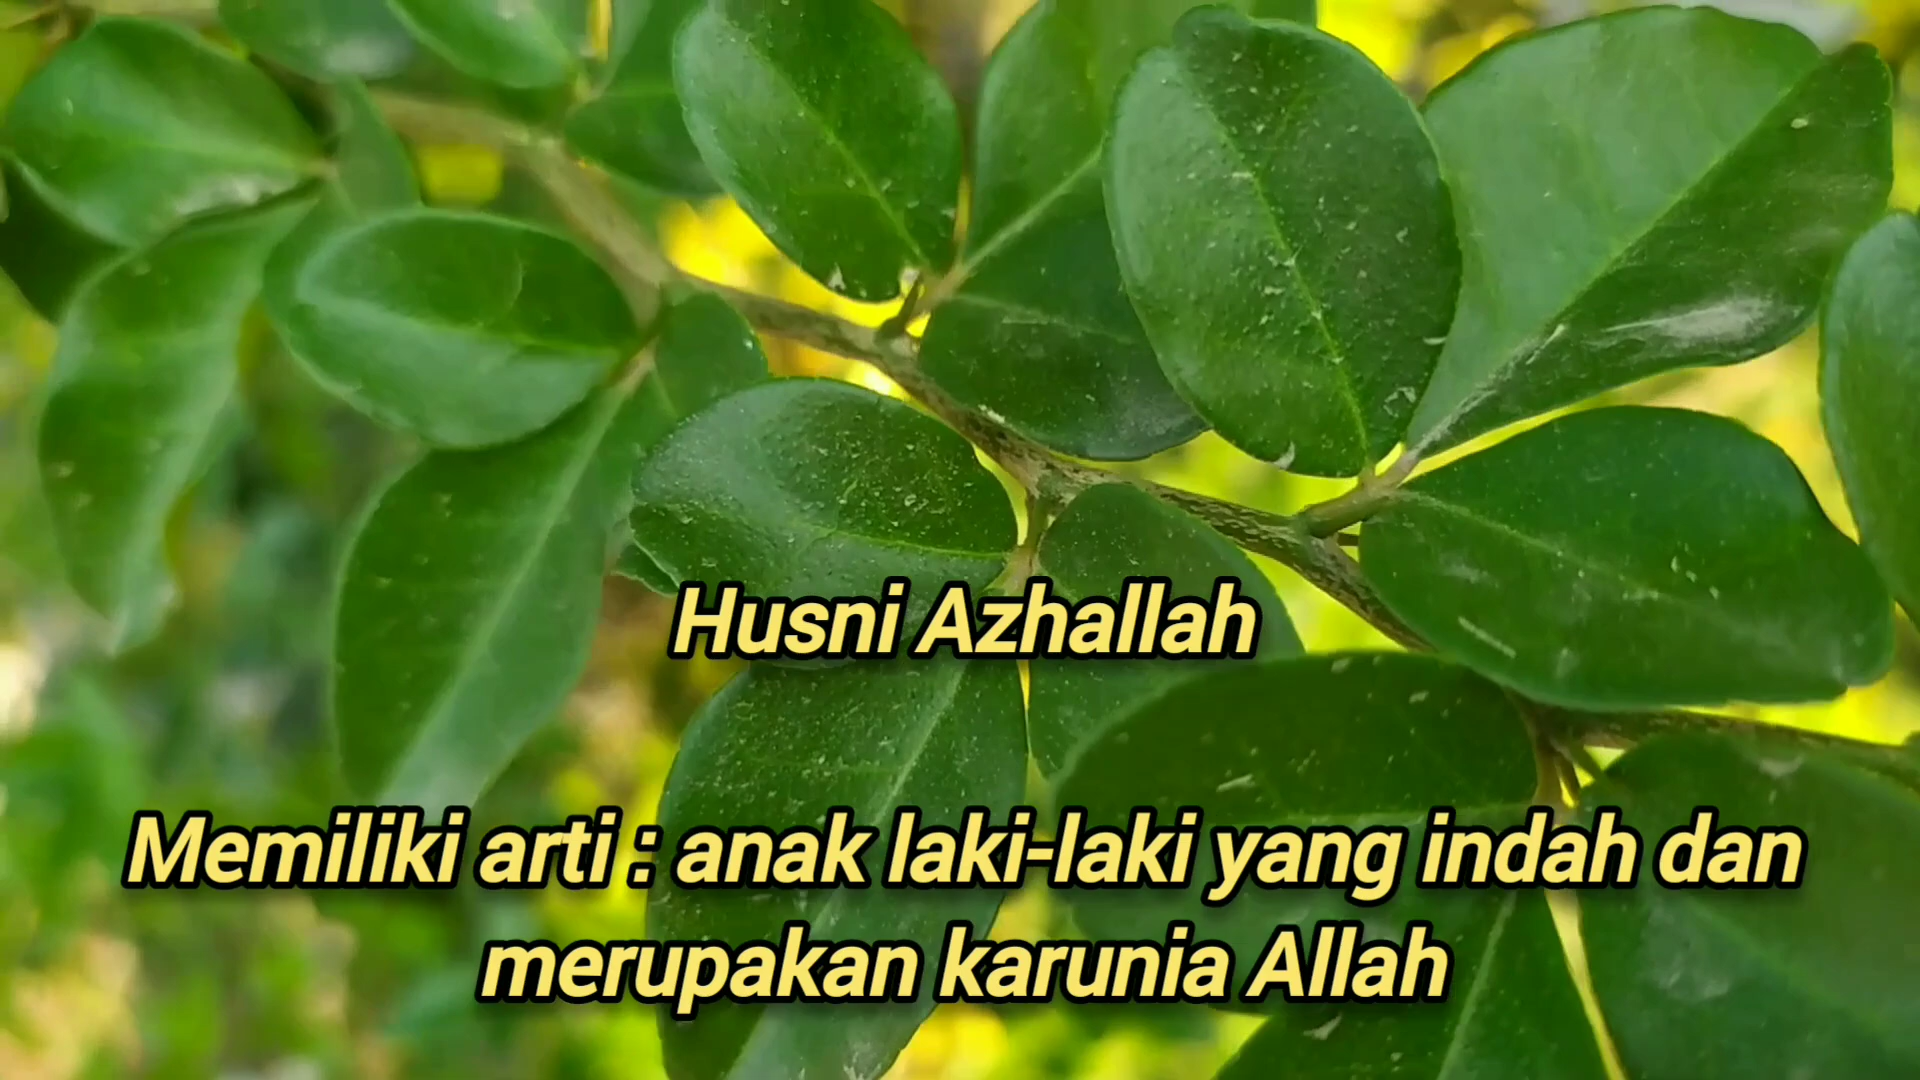 Husni Azhallah
Memiliki arti : anak laki-laki yang indah dan
merupakan karunia Allah